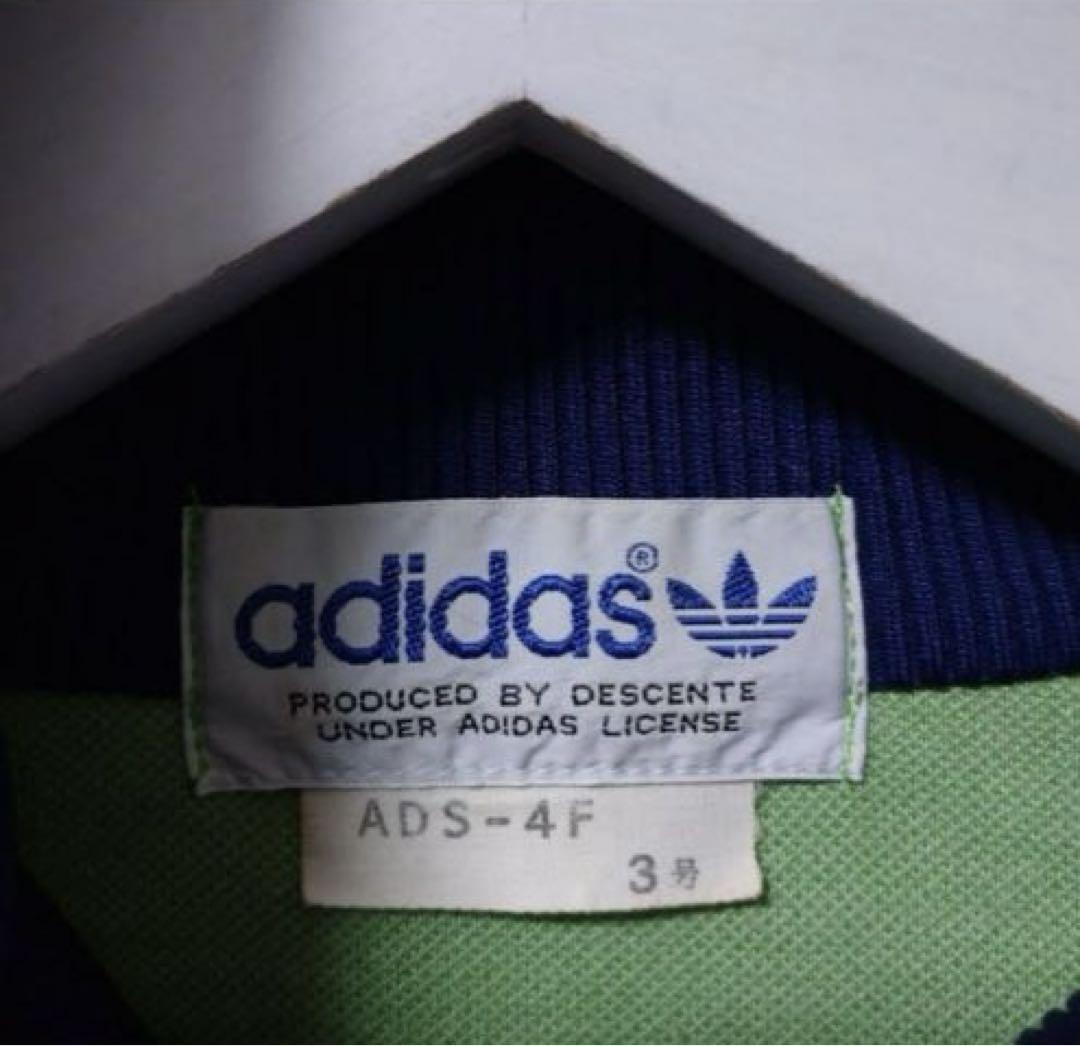 adidas®
PRODUCED BY DESCENTE
UNDER ADIDAS LICENSE
ADS-4F
3号